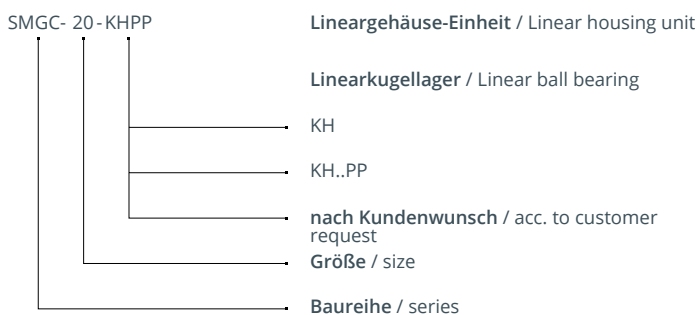 SMGC- 20-KHPP
Lineargehäuse-Einheit / Linear housing unit
Linearkugellager / Linear ball bearing
KH
KH..PP
nach Kundenwunsch / acc. to customer
request
Größe / size
Baureihe / series